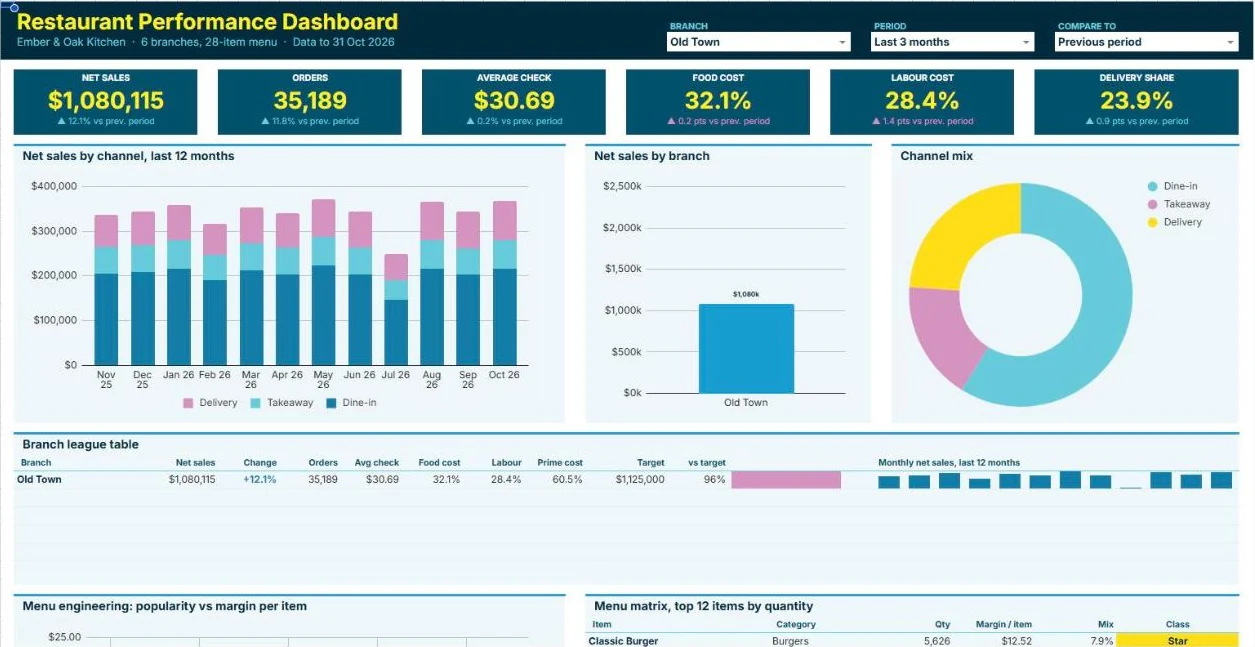 Restaurant Performance Dashboard
Ember & Oak Kitchen · 6 branches, 28-item menu · Data to 31 Oct 2026
BRANCH
Old Town
PERIOD
Last 3 months
COMPARE TO
Previous period
NET SALES
$1,080,115
▲ 12.1% vs prev. period
ORDERS
35,189
▲ 11.8% vs prev. period
AVERAGE CHECK
$30.69
▲ 0.2% vs prev. period
FOOD COST
32.1%
▲ 0.2 pts vs prev. period
LABOUR COST
28.4%
▲ 1.4 pts vs prev. period
DELIVERY SHARE
23.9%
▲ 0.9 pts vs prev. period
Net sales by channel, last 12 months
$400,000
$300,000
$200,000
$100,000
$0
Nov 25 Dec 25 Jan 26 Feb 26 Mar 26 Apr 26 May 26 Jun 26 Jul 26 Aug 26 Sep 26 Oct 26
Delivery Takeaway Dine-in
Net sales by branch
$2,500k
$2,000k
$1,500k
$1,000k
$500k
$0k
$1,080k
Old Town
Channel mix
Dine-in
Takeaway
Delivery
Branch league table
Branch Net sales Change Orders Avg check Food cost Labour Prime cost Target vs target Monthly net sales, last 12 months
Old Town $1,080,115 +12.1% 35,189 $30.69 32.1% 28.4% 60.5% $1,125,000 96%
Menu engineering: popularity vs margin per item
$25.00
Menu matrix, top 12 items by quantity
Item Category Qty Margin / item Mix Class
Classic Burger Burgers 5,626 $12.52 7.9% Star